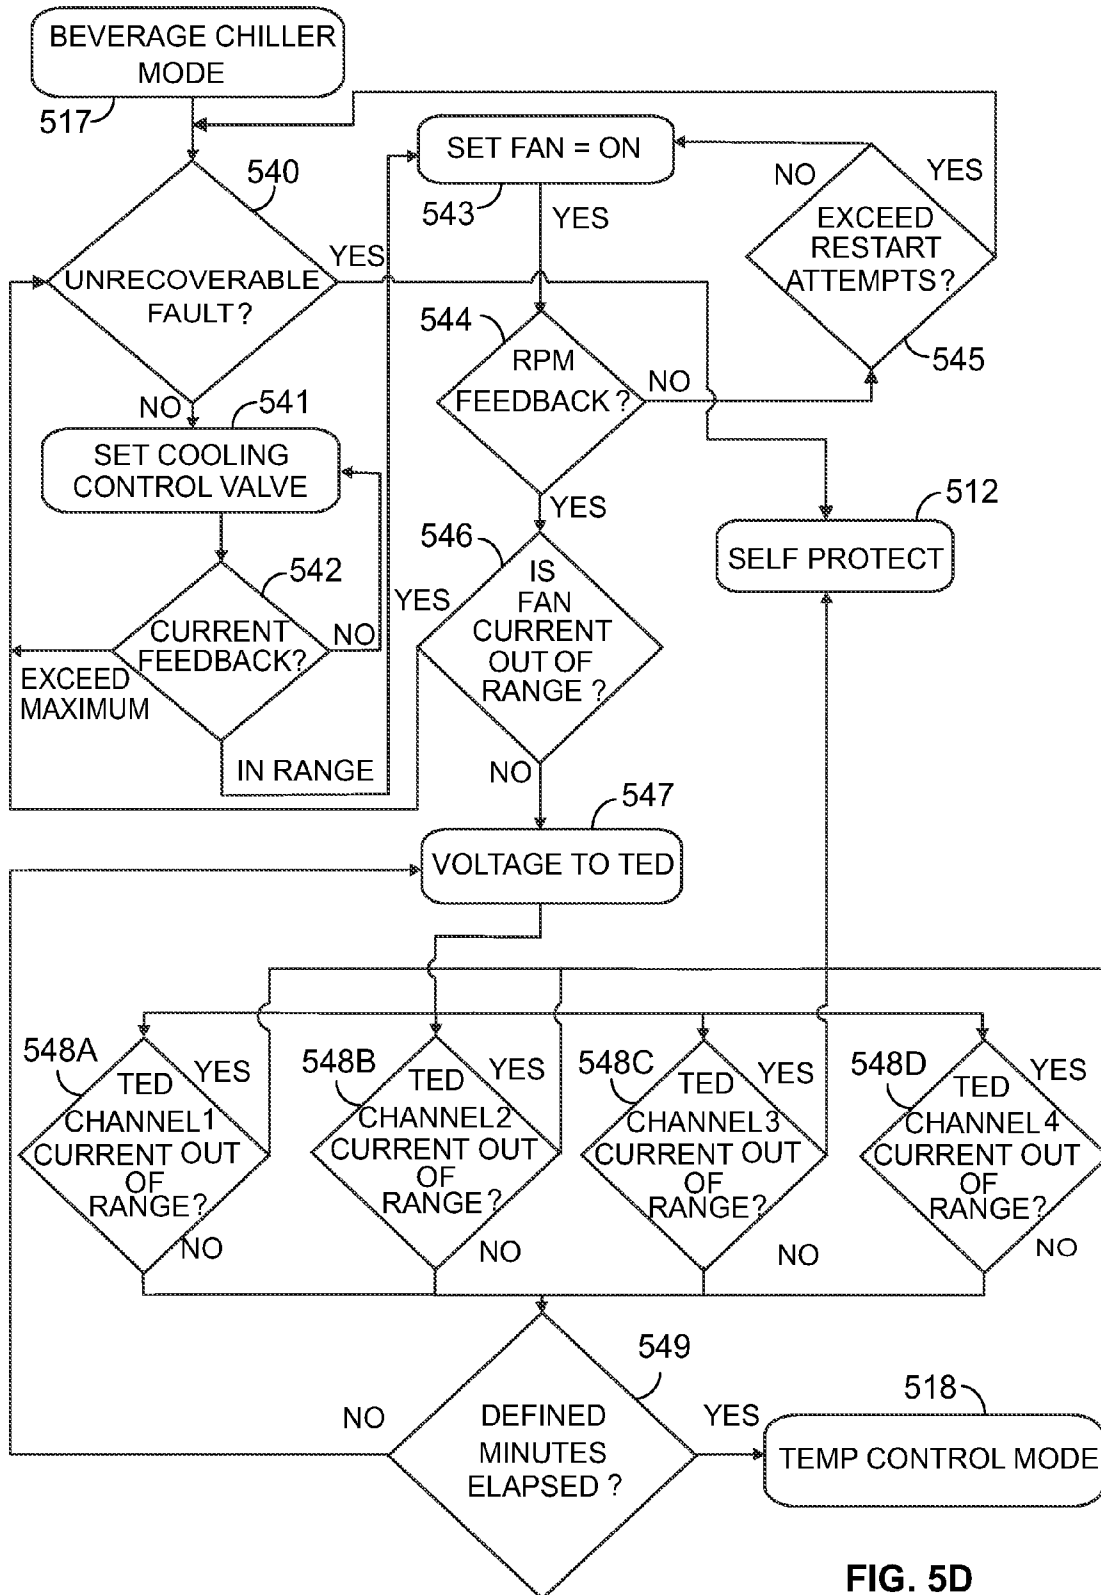 BEVERAGE CHILLER
MODE
517
540
UNRECOVERABLE
FAULT?
YES
NO
541
SET COOLING
CONTROL VALVE
542
CURRENT
FEEDBACK?
NO
EXCEED
MAXIMUM
IN RANGE
SET FAN = ON
543
YES
544
RPM
FEEDBACK?
NO
YES
NO
YES
EXCEED
RESTART
ATTEMPTS?
545
546
IS
FAN
CURRENT
OUT OF
RANGE ?
YES
NO
512
SELF PROTECT
547
VOLTAGE TO TED
548A
TED
CHANNEL1
CURRENT OUT
OF
RANGE?
YES
NO
548B
TED
CHANNEL2
CURRENT OUT
OF
RANGE?
YES
NO
548C
TED
CHANNEL3
CURRENT OUT
OF
RANGE?
YES
NO
548D
TED
CHANNEL4
CURRENT OUT
OF
RANGE?
YES
NO
549
DEFINED
MINUTES
ELAPSED ?
NO
YES
518
TEMP CONTROL MODE
FIG. 5D